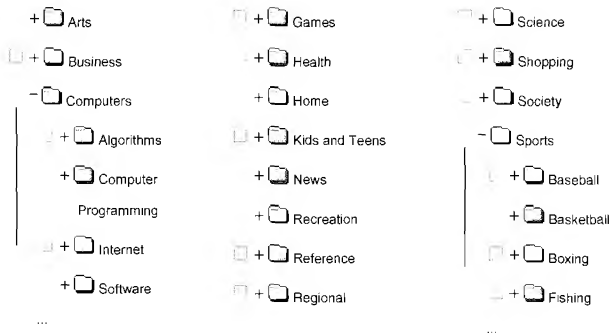 + Arts
+ Business
- Computers
+ Algorithms
+ Computer
Programming
+ Internet
+ Software
...
+ Games
+ Health
+ Home
+ Kids and Teens
+ News
+ Recreation
+ Reference
+ Regional
+ Science
+ Shopping
+ Society
- Sports
+ Baseball
+ Basketball
+ Boxing
+ Fishing
...